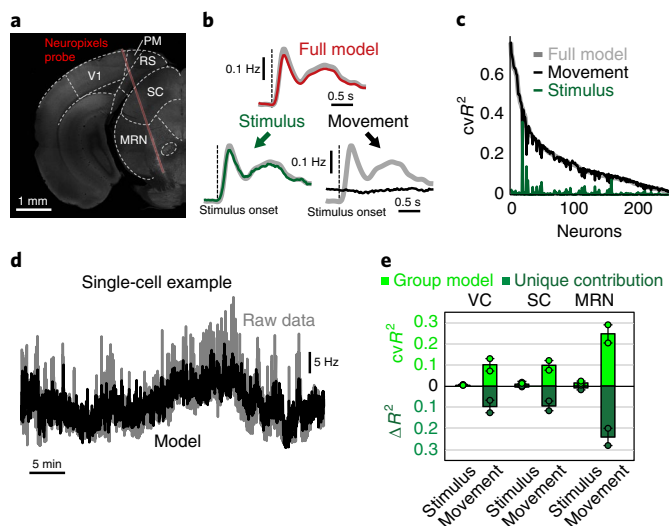 a
Neuropixels
probe
PM
RS
V1
SC
MRN
1 mm
b
Full model
0.1 Hz
0.5 s
Stimulus
Movement
0.1 Hz
Stimulus onset
Stimulus onset
0.5 s
c
Full model
Movement
Stimulus
cvR²
0.6
0.4
0.2
0
0
100
200
Neurons
d
Single-cell example
Raw data
5 Hz
Model
5 min
e
Group model
Unique contribution
VC
SC
MRN
cvR²
0.3
0.2
0.1
0
0.1
0.2
0.3
ΔR²
Stimulus
Movement
Stimulus
Movement
Stimulus
Movement